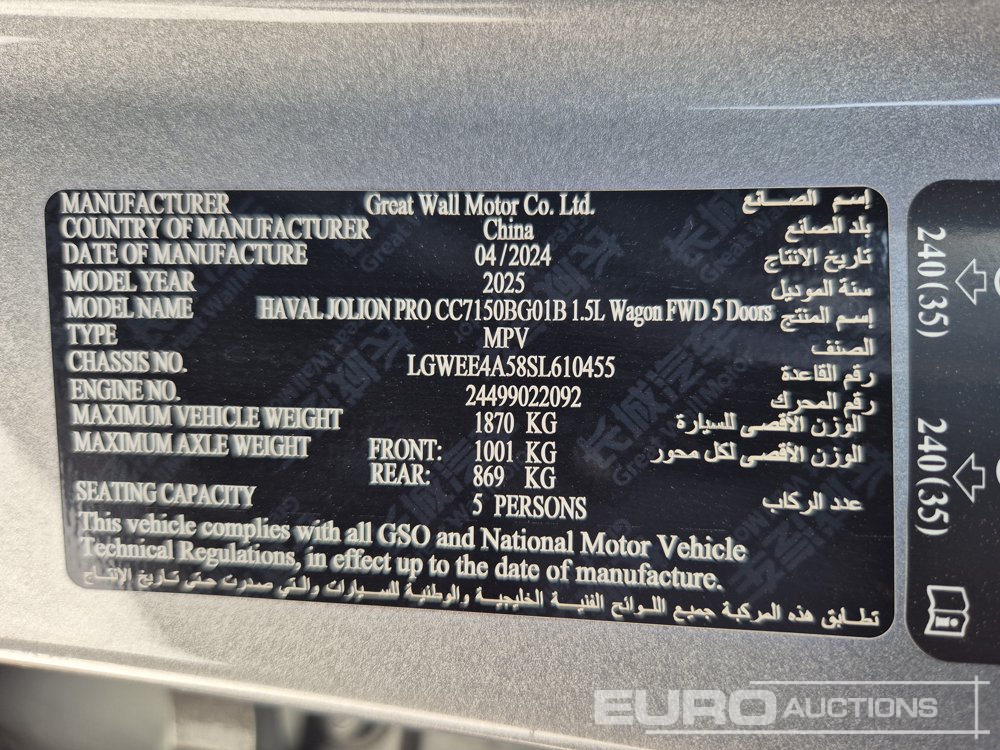 MANUFACTURER Great Wall Motor Co. Ltd. إسم الصانع
COUNTRY OF MANUFACTURER China بلد الصانع
DATE OF MANUFACTURE 04/2024 تاريخ الانتاج
MODEL YEAR 2025 سنة الموديل
MODEL NAME HAVAL JOLION PRO CC7150BG01B 1.5L Wagon FWD 5 Doors إسم المنتج
TYPE MPV الصنف
CHASSIS NO. LGWEE4A58SL610455 رقم القاعدة
ENGINE NO. 24499022092 رقم المحرك
MAXIMUM VEHICLE WEIGHT 1870 KG الوزن الأقصى للسيارة
MAXIMUM AXLE WEIGHT FRONT: 1001 KG الوزن الأقصى لكل محور
REAR: 869 KG
SEATING CAPACITY 5 PERSONS عدد الركاب
This vehicle complies with all GSO and National Motor Vehicle
Technical Regulations, in effect up to the date of manufacture.
تطابق هذه المركبة جميع اللوائح الفنية الخليجية والوطنية للسيارات والتي صدرت حتى تاريخ الإنتاج
240(35)
240(35)
EURO AUCTIONS